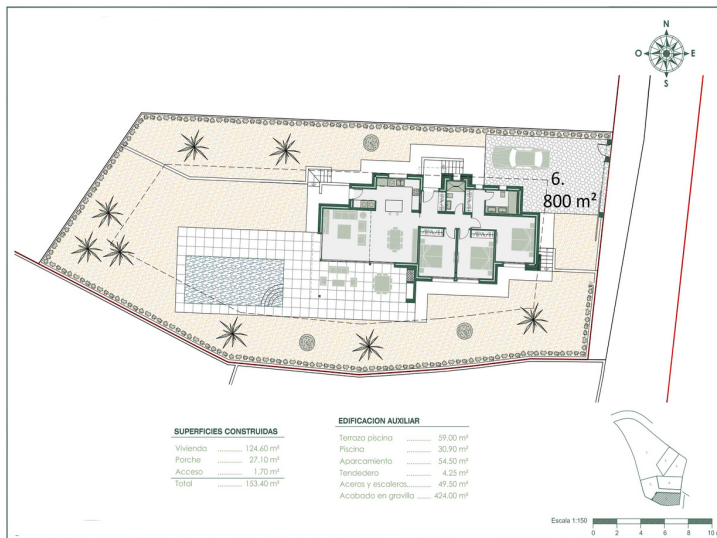 N
O E
S
6.
800 m²
SUPERFICIES CONSTRUIDAS
Vivienda ............ 124.60 m²
Porche ............ 27.10 m²
Acceso ............ 1.70 m²
Total ............ 153.40 m²
EDIFICACION AUXILIAR
Terraza piscina ............ 59.00 m²
Piscina ............ 30.90 m²
Aparcamiento ............ 54.50 m²
Tendedero ............ 4.25 m²
Aceras y escaleras ............ 49.50 m²
Acabado en gravilla ...... 424.00 m²
Escala 1:150
0 2 4 6 8 10 m